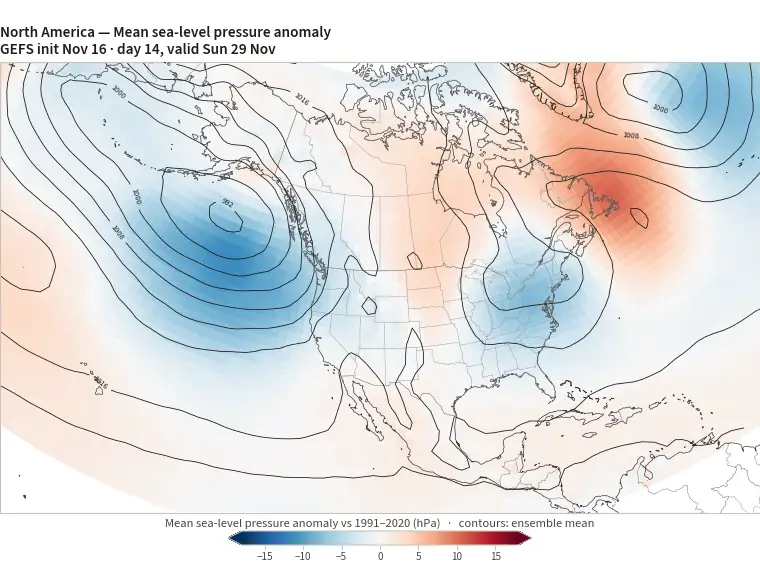 North America — Mean sea-level pressure anomaly
GEFS init Nov 16 · day 14, valid Sun 29 Nov
1000
1016
1000
1008
1000
992
1008
1016
Mean sea-level pressure anomaly vs 1991–2020 (hPa) · contours: ensemble mean
−15 −10 −5 0 5 10 15